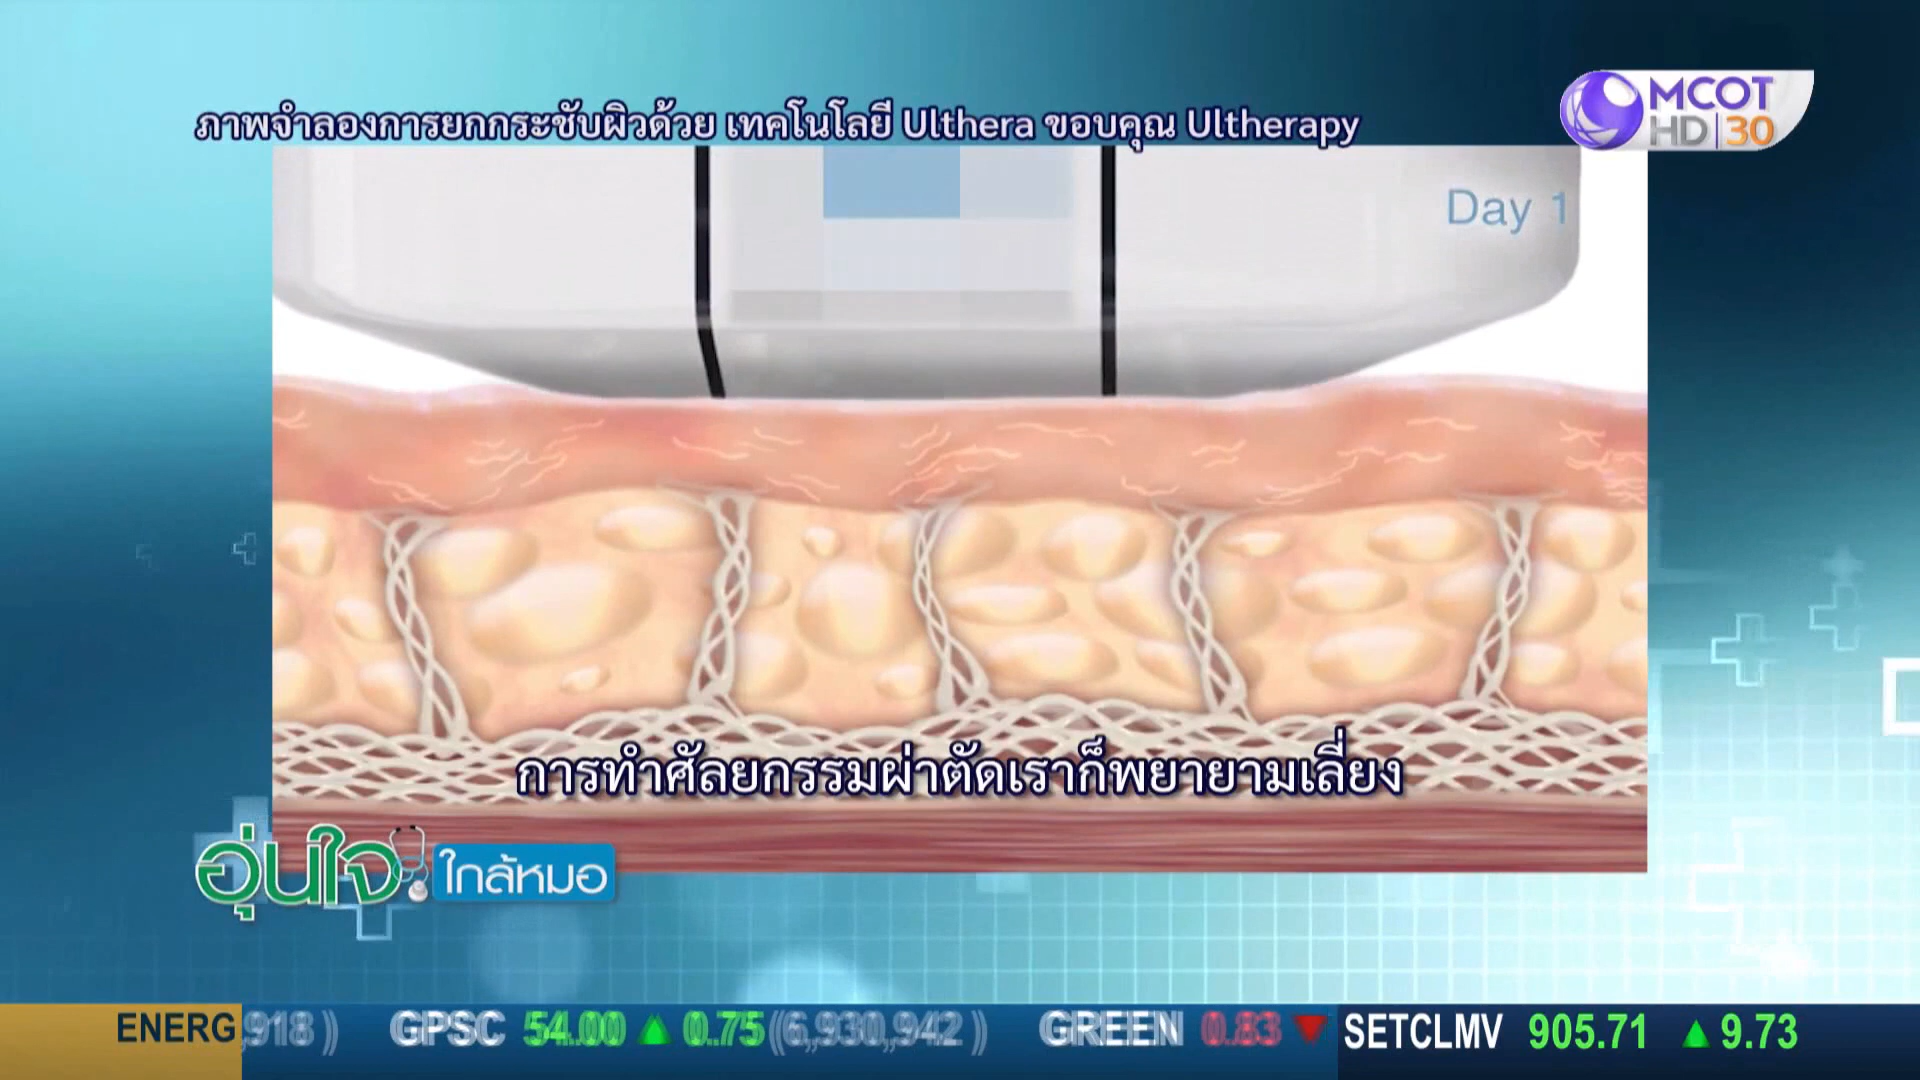 ภาพจำลองการยกกระชับผิวด้วย เทคโนโลยี Ulthera ขอบคุณ Ultherapy
MCOT
HD 30
Day 1
การทำศัลยกรรมผ่าตัดเราก็พยายามเลี่ยง
อุ่นใจ ใกล้หมอ
ENERG ,918 ) GPSC 54.00 ▲ 0.75 (6,930,942 ) GREEN 0.83 ▼ SETCLMV 905.71 ▲ 9.73